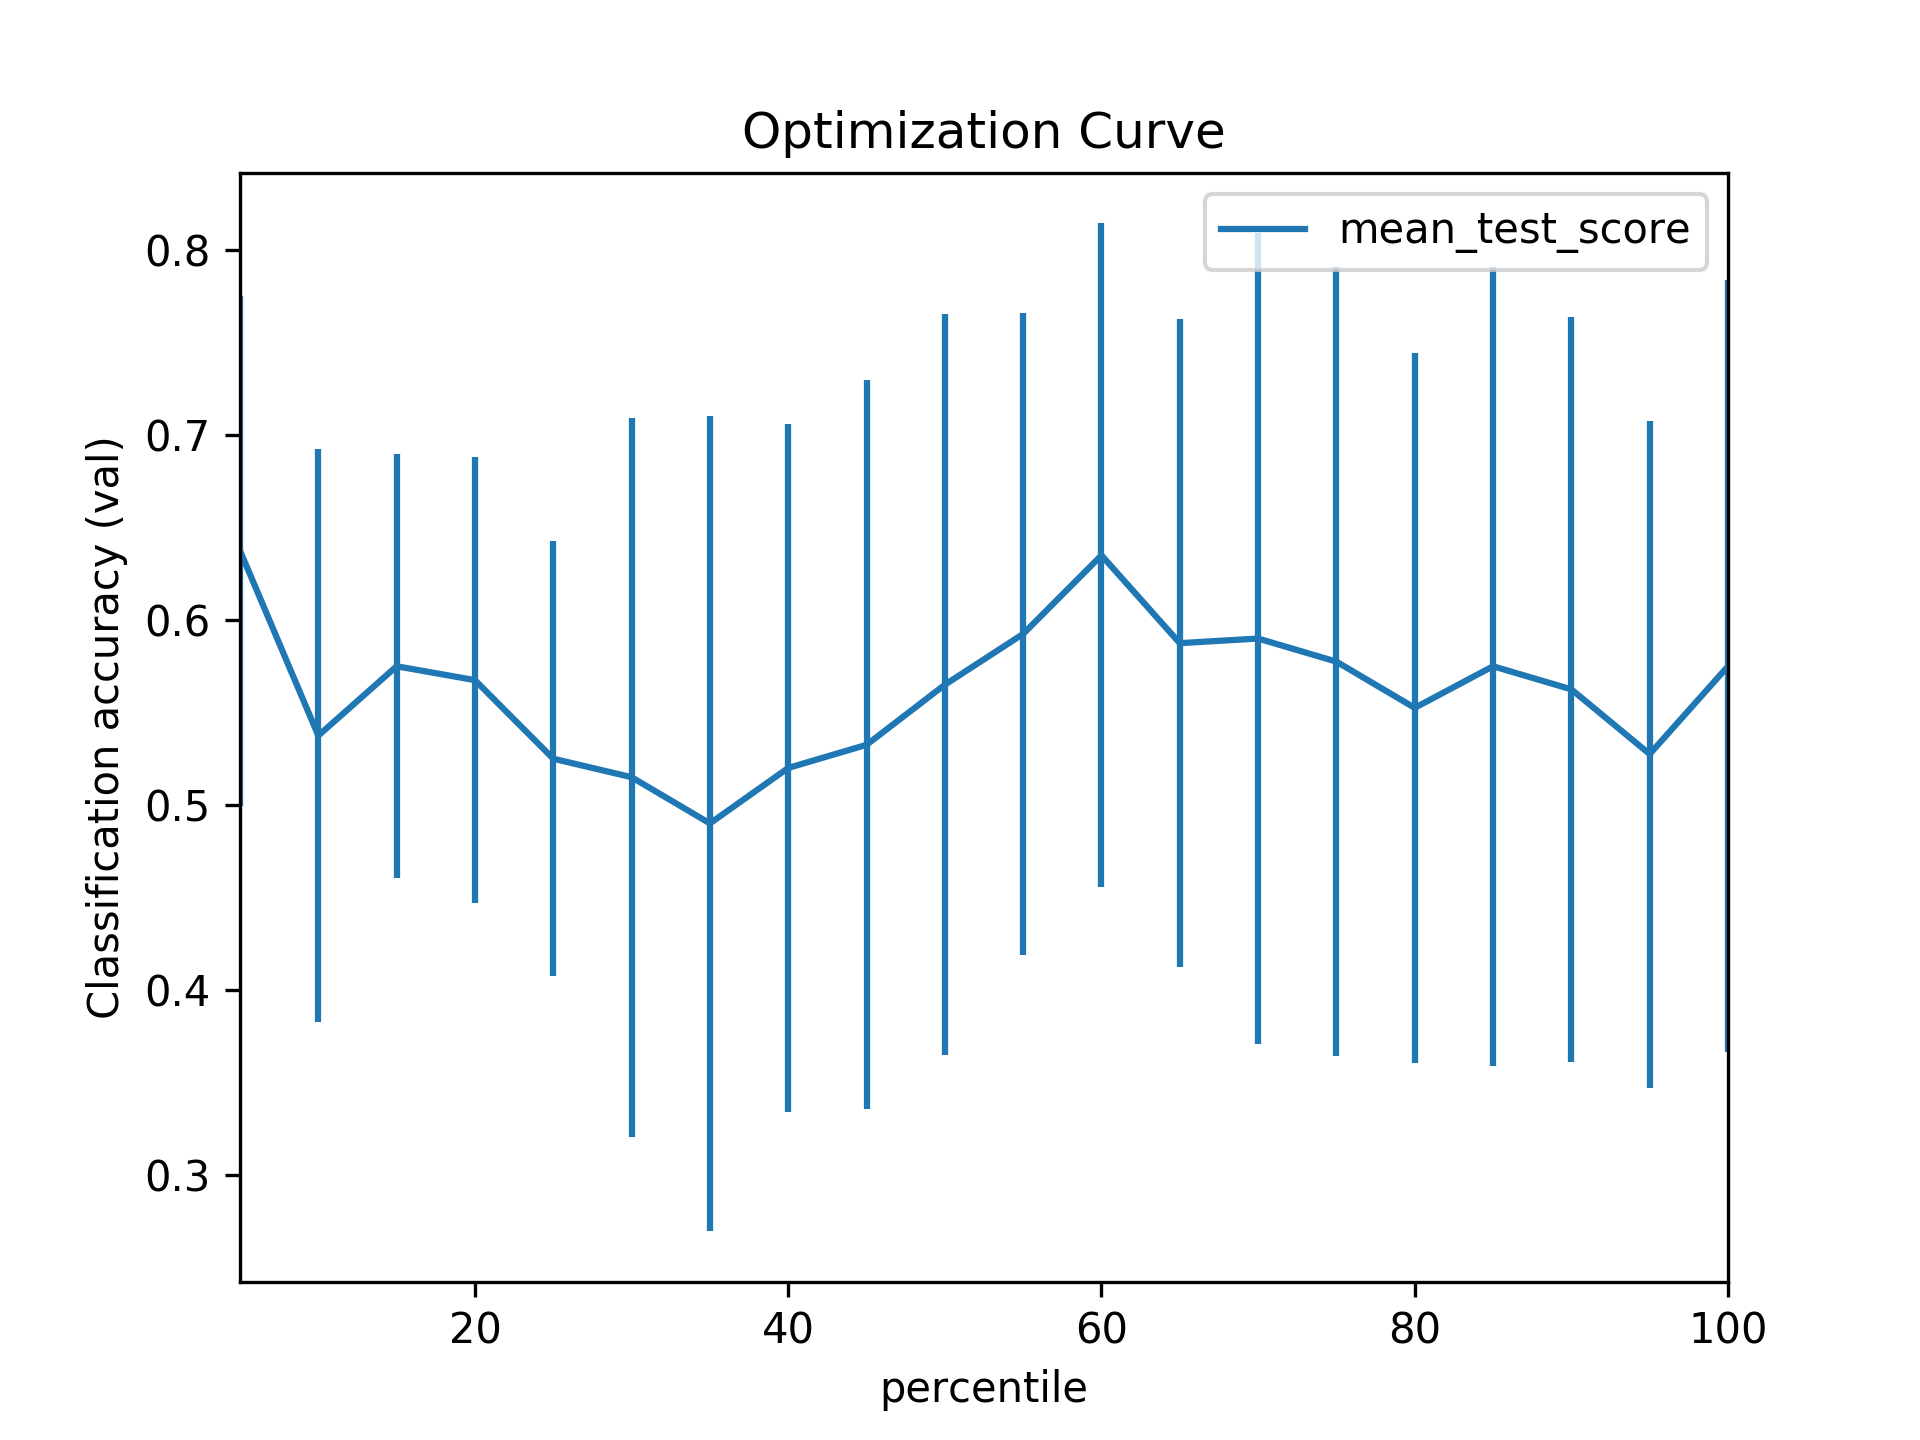 Optimization Curve
mean_test_score
Classification accuracy (val)
0.8
0.7
0.6
0.5
0.4
0.3
20 40 60 80 100
percentile